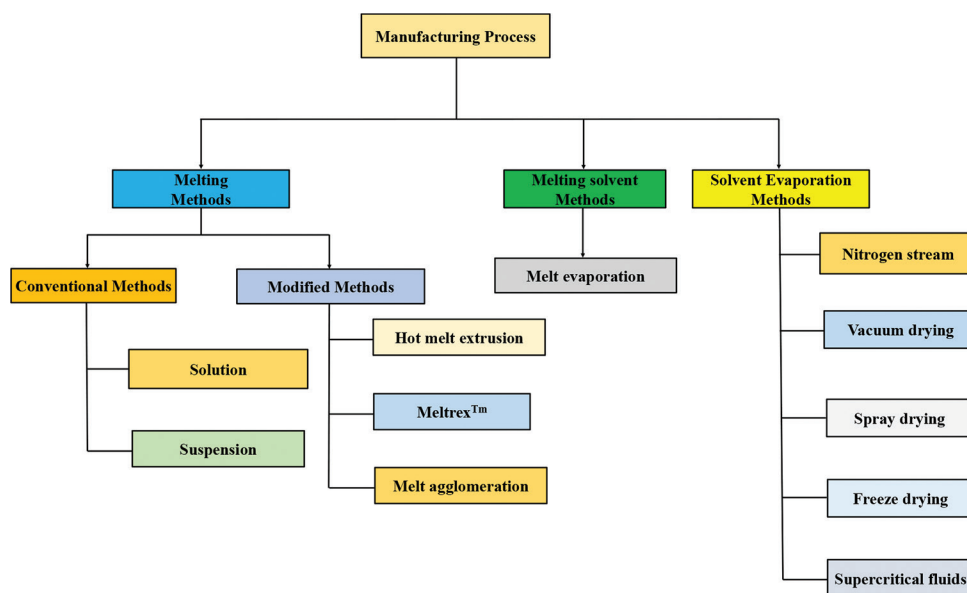 Manufacturing Process
Melting
Methods
Melting solvent
Methods
Solvent Evaporation
Methods
Conventional Methods
Modified Methods
Melt evaporation
Nitrogen stream
Hot melt extrusion
Vacuum drying
Solution
Meltrex™
Spray drying
Suspension
Melt agglomeration
Freeze drying
Supercritical fluids